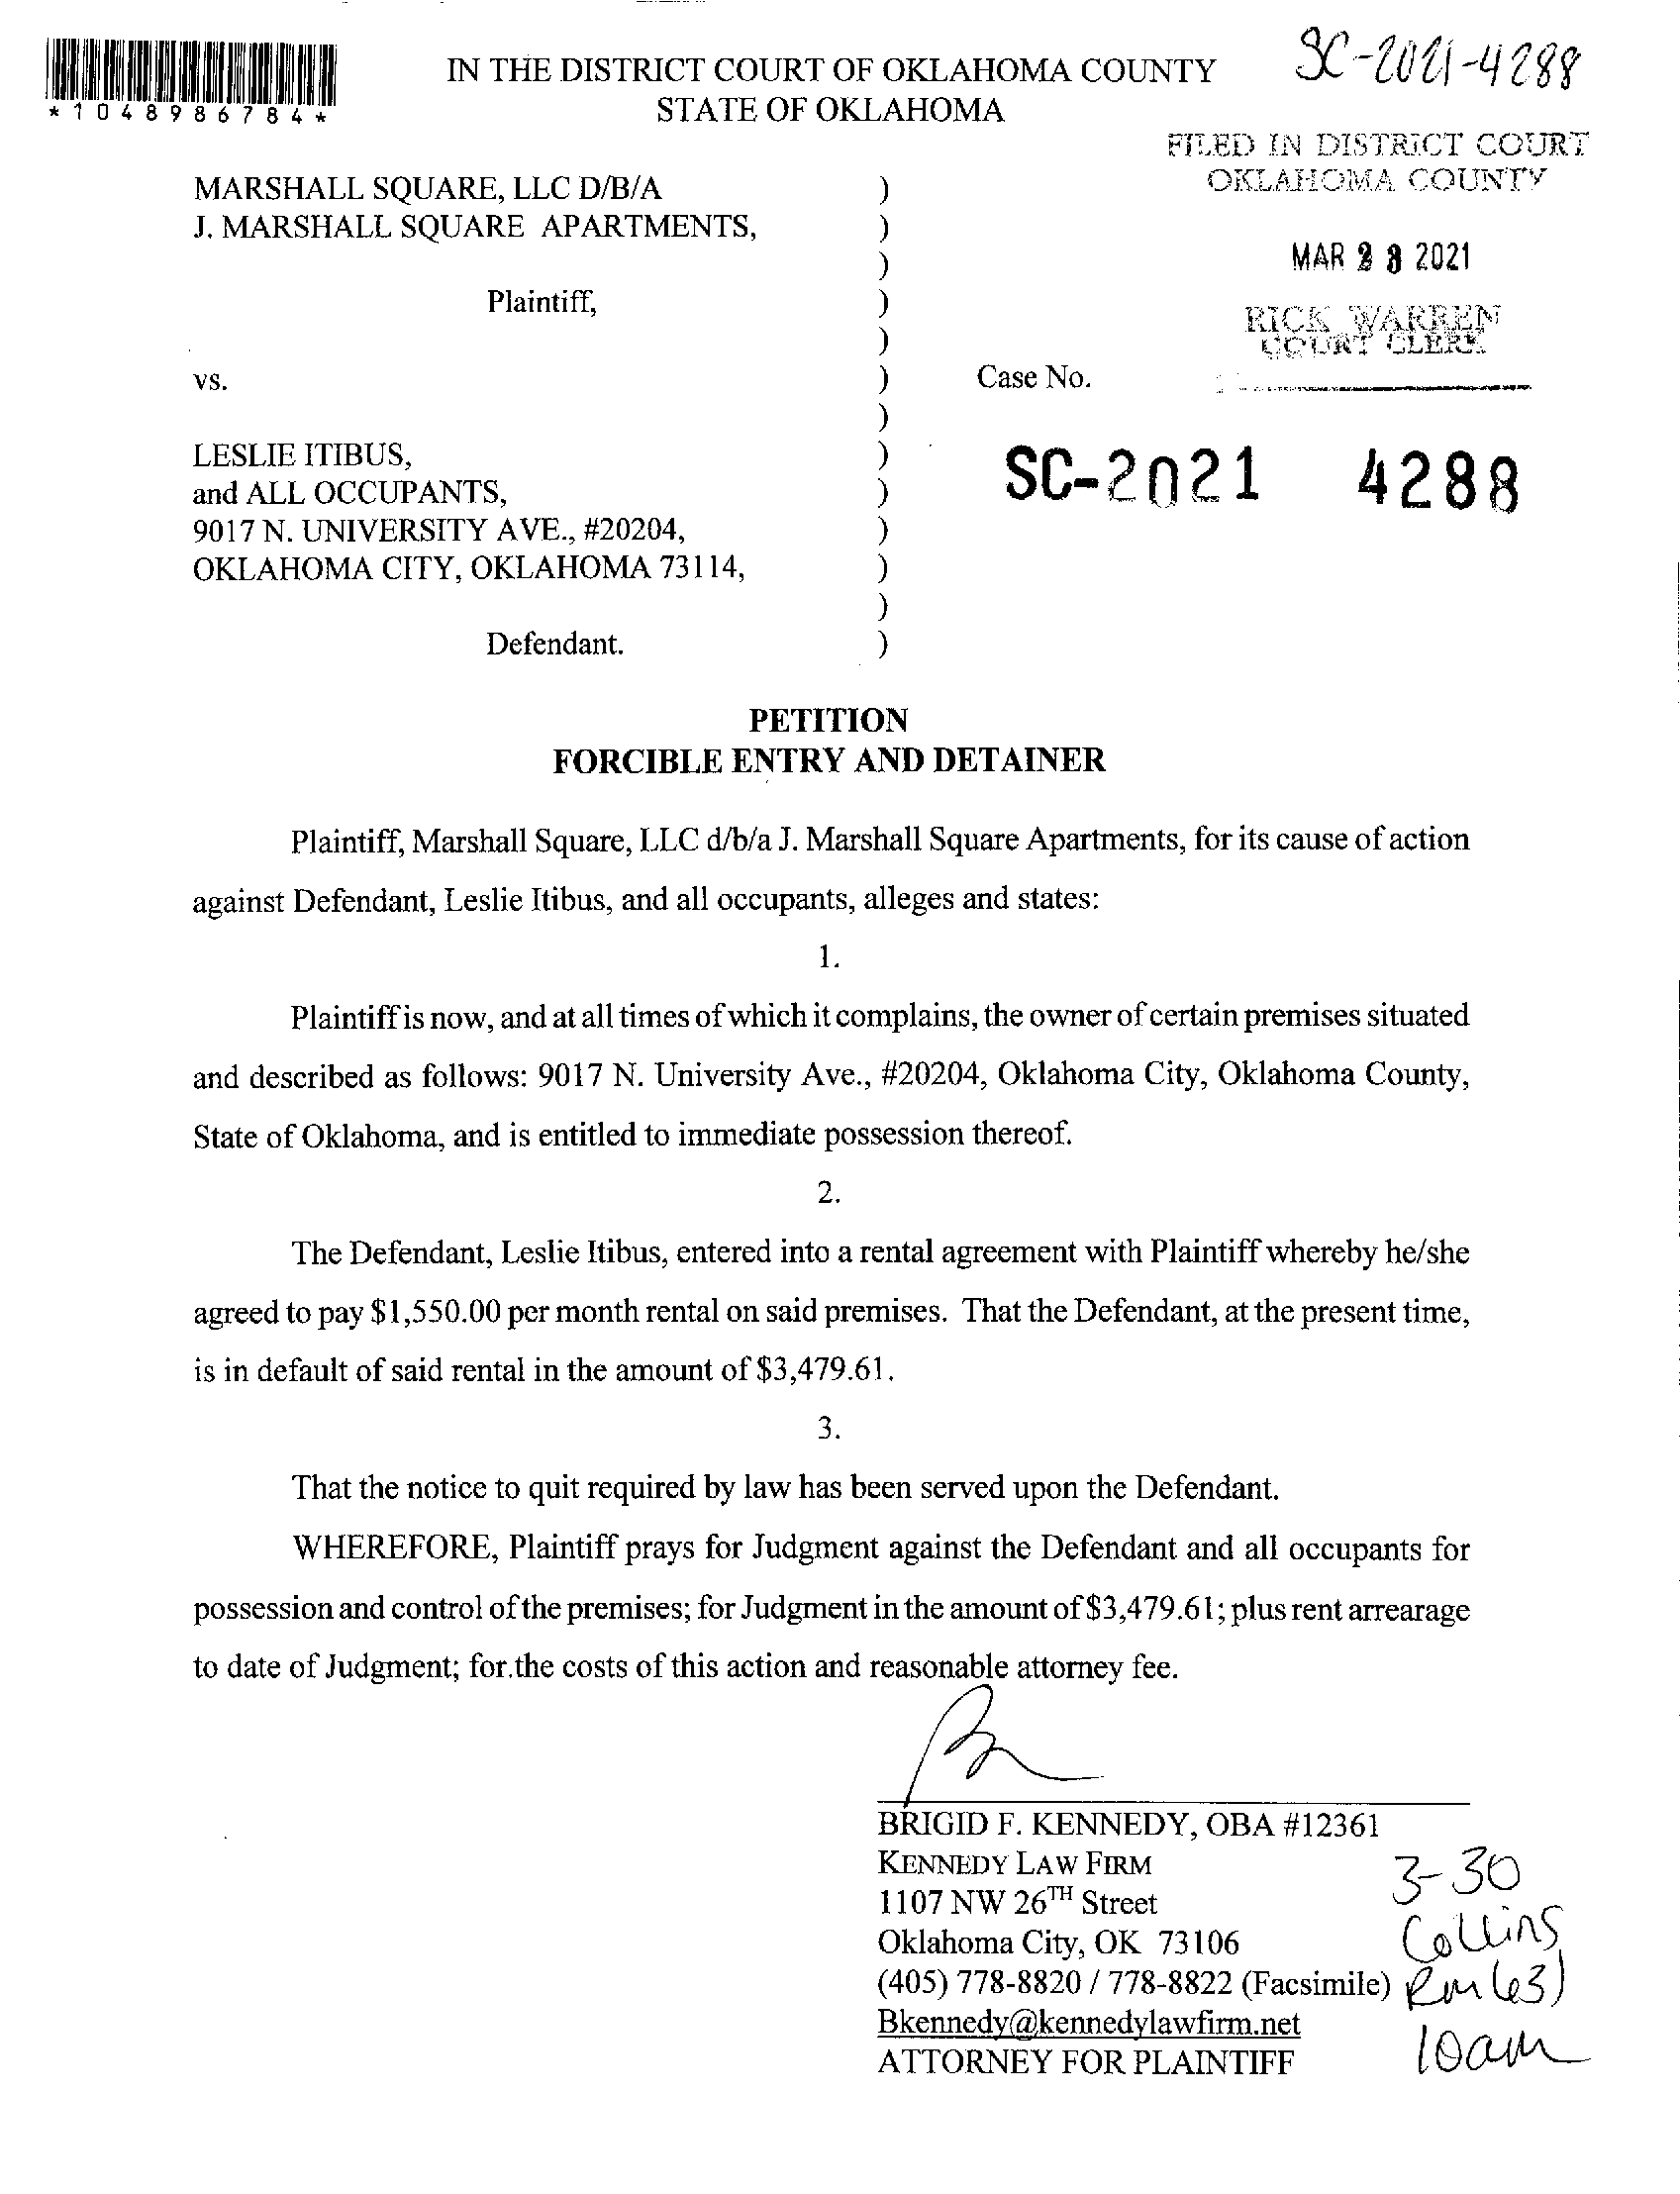 SC-2021-4288
*1048986784*
IN THE DISTRICT COURT OF OKLAHOMA COUNTY
STATE OF OKLAHOMA
FILED IN DISTRICT COURT
OKLAHOMA COUNTY
MAR 2021
RICK WARREN
COURT CLERK
MARSHALL SQUARE, LLC D/B/A )
J. MARSHALL SQUARE APARTMENTS, )
)
Plaintiff, )
)
vs. ) Case No.
)
LESLIE ITIBUS, ) SC-2021 4288
and ALL OCCUPANTS, )
9017 N. UNIVERSITY AVE., #20204, )
OKLAHOMA CITY, OKLAHOMA 73114, )
)
Defendant. )
PETITION
FORCIBLE ENTRY AND DETAINER
Plaintiff, Marshall Square, LLC d/b/a J. Marshall Square Apartments, for its cause of action
against Defendant, Leslie Itibus, and all occupants, alleges and states:
1.
Plaintiff is now, and at all times of which it complains, the owner of certain premises situated
and described as follows: 9017 N. University Ave., #20204, Oklahoma City, Oklahoma County,
State of Oklahoma, and is entitled to immediate possession thereof.
2.
The Defendant, Leslie Itibus, entered into a rental agreement with Plaintiff whereby he/she
agreed to pay $1,550.00 per month rental on said premises. That the Defendant, at the present time,
is in default of said rental in the amount of $3,479.61.
3.
That the notice to quit required by law has been served upon the Defendant.
WHEREFORE, Plaintiff prays for Judgment against the Defendant and all occupants for
possession and control of the premises; for Judgment in the amount of $3,479.61; plus rent arrearage
to date of Judgment; for.the costs of this action and reasonable attorney fee.
BRIGID F. KENNEDY, OBA #12361
KENNEDY LAW FIRM
1107 NW 26TH Street
Oklahoma City, OK 73106
(405) 778-8820 / 778-8822 (Facsimile)
Bkennedy@kennedylawfirm.net
ATTORNEY FOR PLAINTIFF
3-30
Collins
Rm
10am